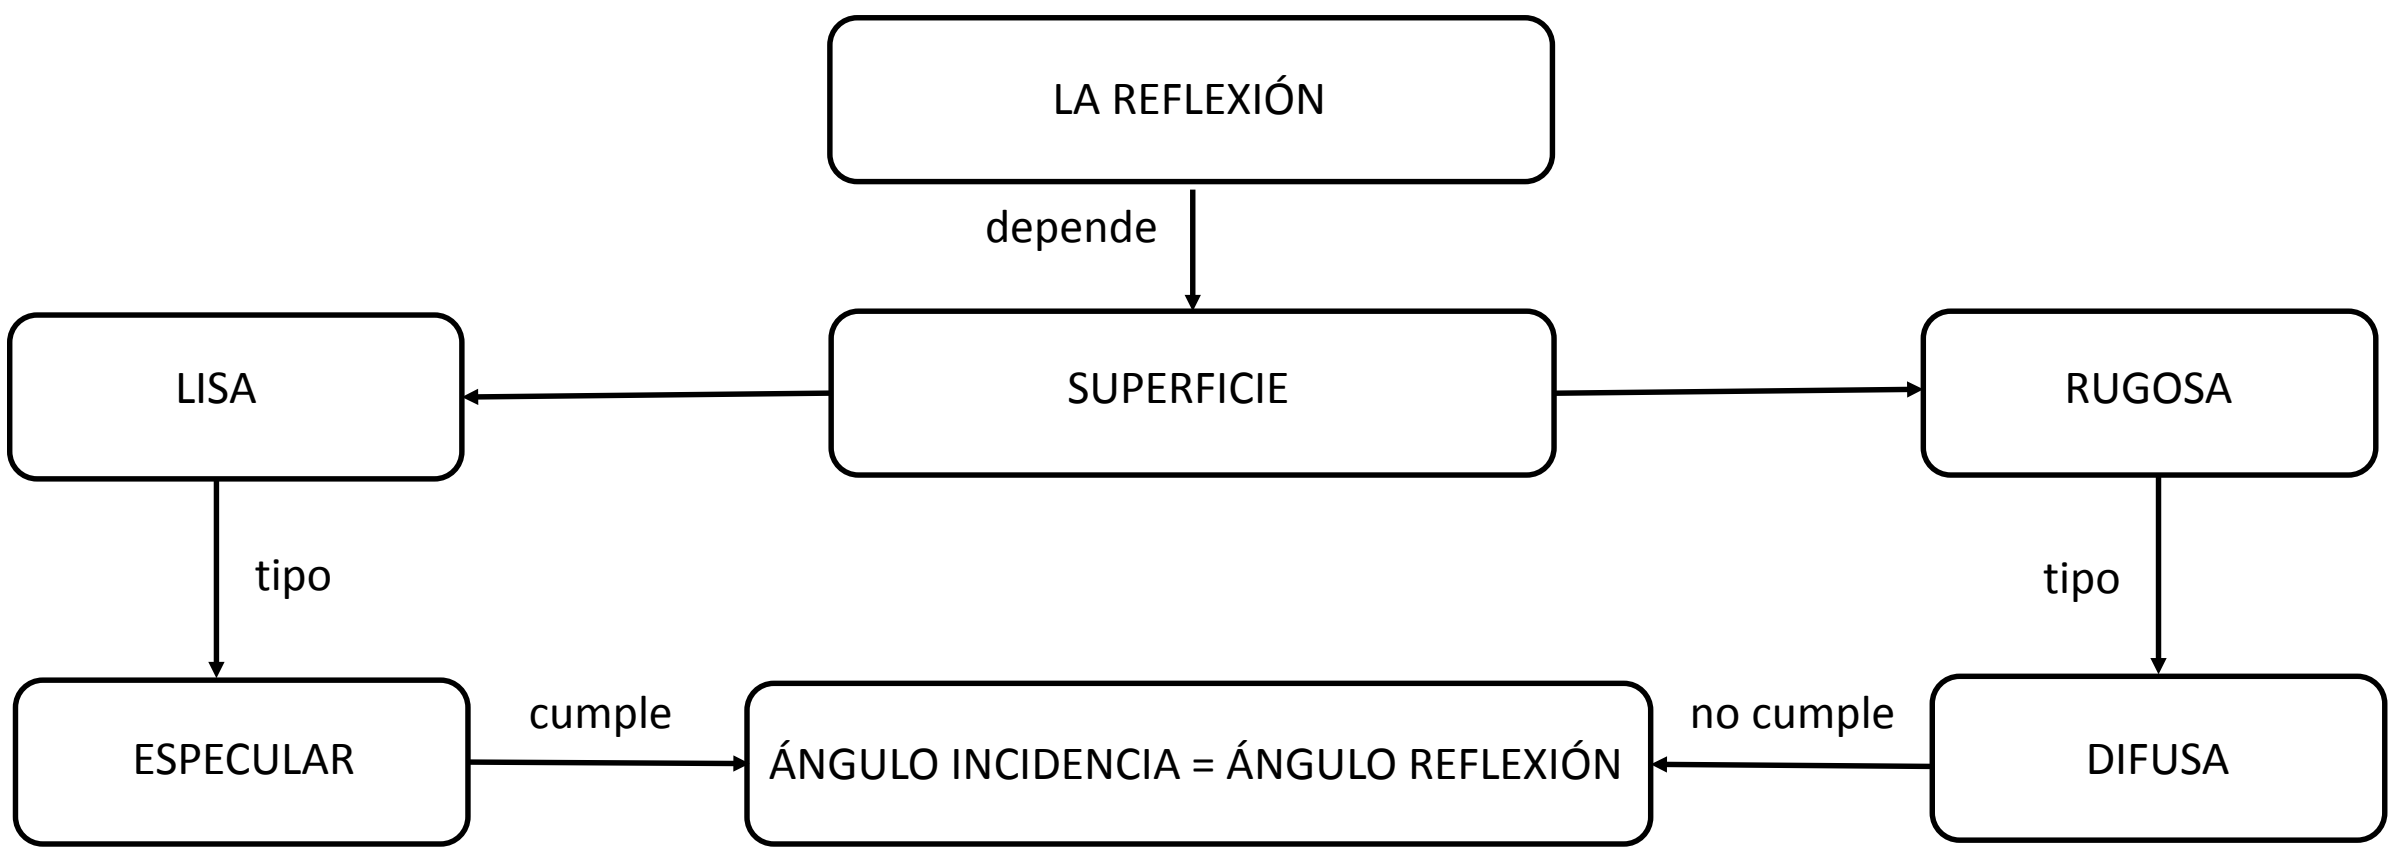 LA REFLEXIÓN
depende
LISA
SUPERFICIE
RUGOSA
tipo
tipo
ESPECULAR
cumple
ÁNGULO INCIDENCIA = ÁNGULO REFLEXIÓN
no cumple
DIFUSA